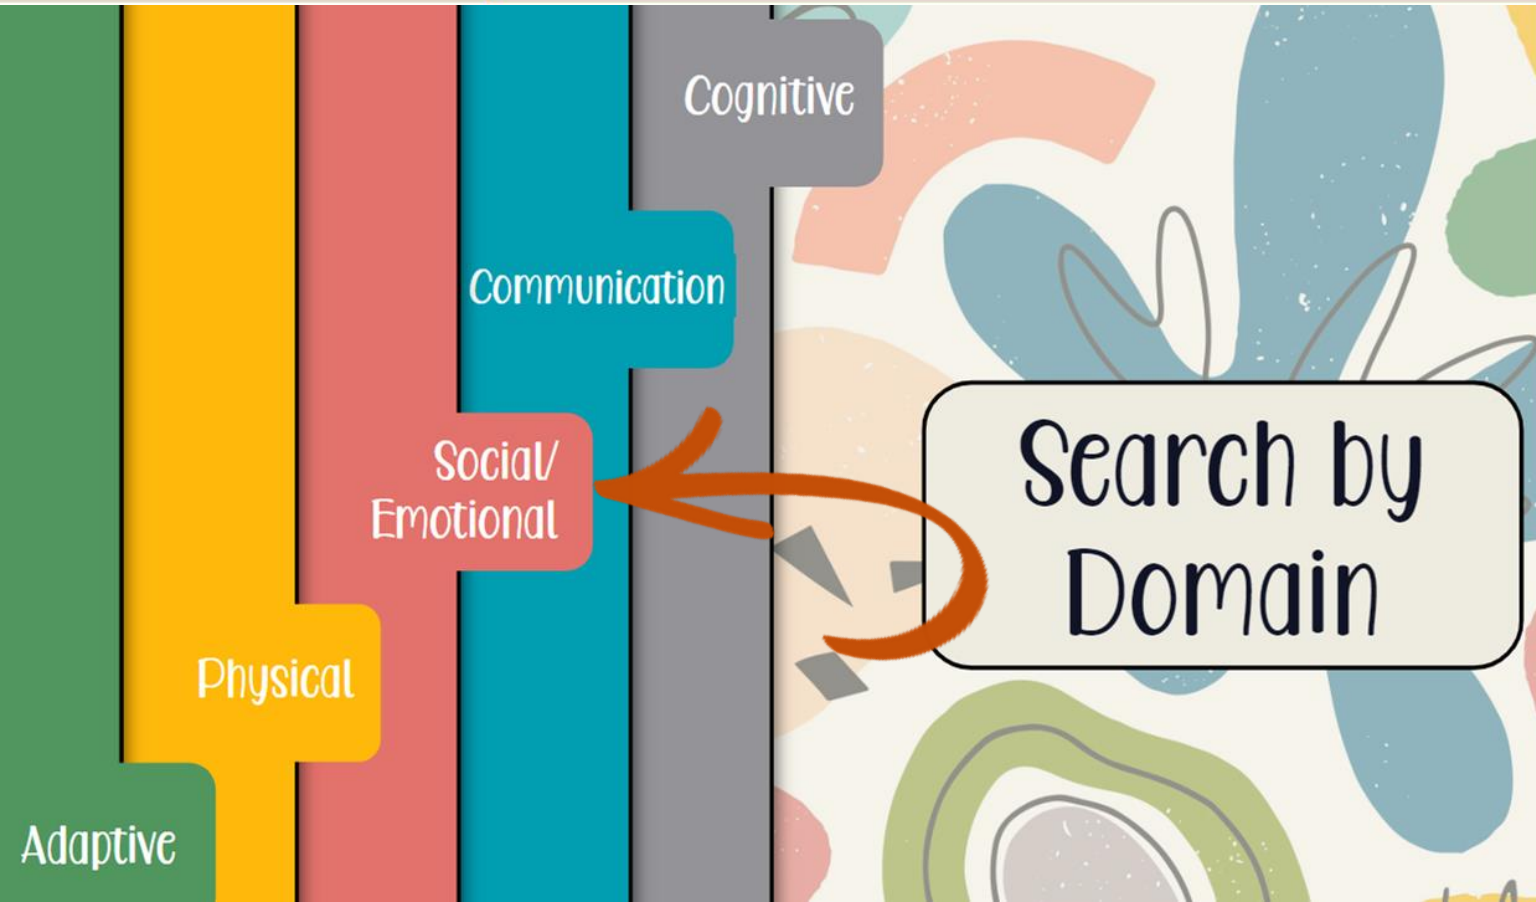 Cognitive
Communication
Social/
Emotional
Physical
Adaptive
Search by
Domain